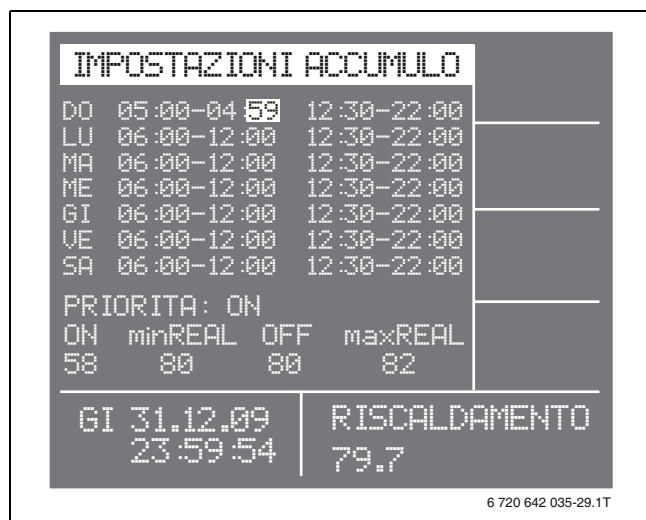 IMPOSTAZIONI ACCUMULO
DO 05:00-04:59 12:30-22:00
LU 06:00-12:00 12:30-22:00
MA 06:00-12:00 12:30-22:00
ME 06:00-12:00 12:30-22:00
GI 06:00-12:00 12:30-22:00
VE 06:00-12:00 12:30-22:00
SA 06:00-12:00 12:30-22:00
PRIORITA: ON
ON minREAL OFF maxREAL
58 80 80 82
GI 31.12.09
23:59:54
RISCALDAMENTO
79.7
6 720 642 035-29.1T